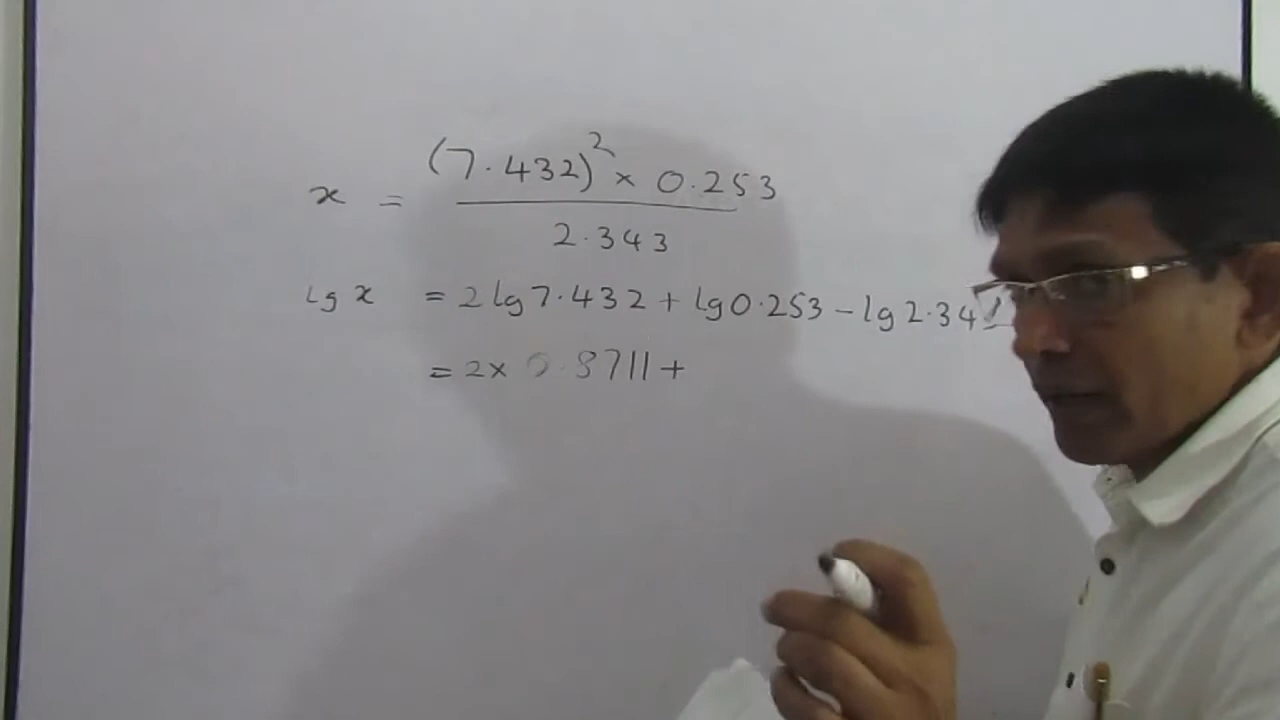 x = (7.432)² × 0.253
2.343
lg x = 2 lg 7.432 + lg 0.253 − lg 2.34
= 2 × 0.8711 +